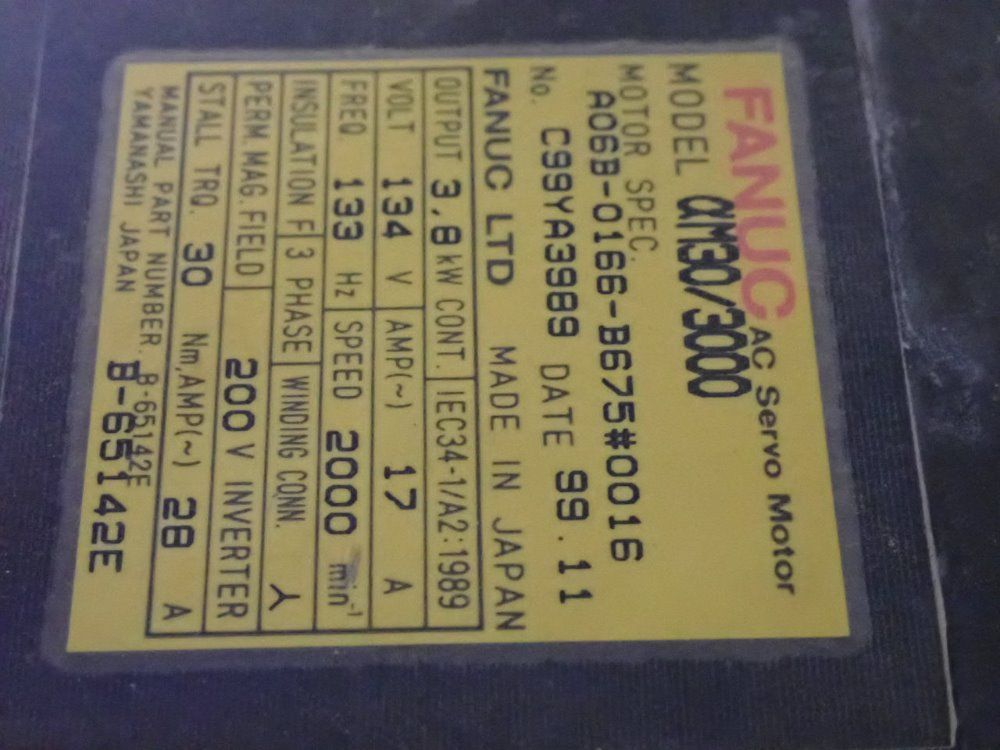 FANUC AC Servo Motor
MODEL αM30/3000
MOTOR SPEC.
A06B-0166-B675#0016
No. C99YA3989 DATE 99.11
FANUC LTD MADE IN JAPAN
OUTPUT 3,8 kW CONT. IEC34-1/A2:1989
VOLT 134 V AMP(~) 17 A
FREQ. 133 Hz SPEED 2000 min⁻¹
INSULATION F 3 PHASE WINDING CONN. 人
PERM. MAG. FIELD 200 V INVERTER
STALL TRQ. 30 Nm, AMP(~) 28 A
MANUAL PART NUMBER. B-65142E
YAMANASHI JAPAN B-65142E